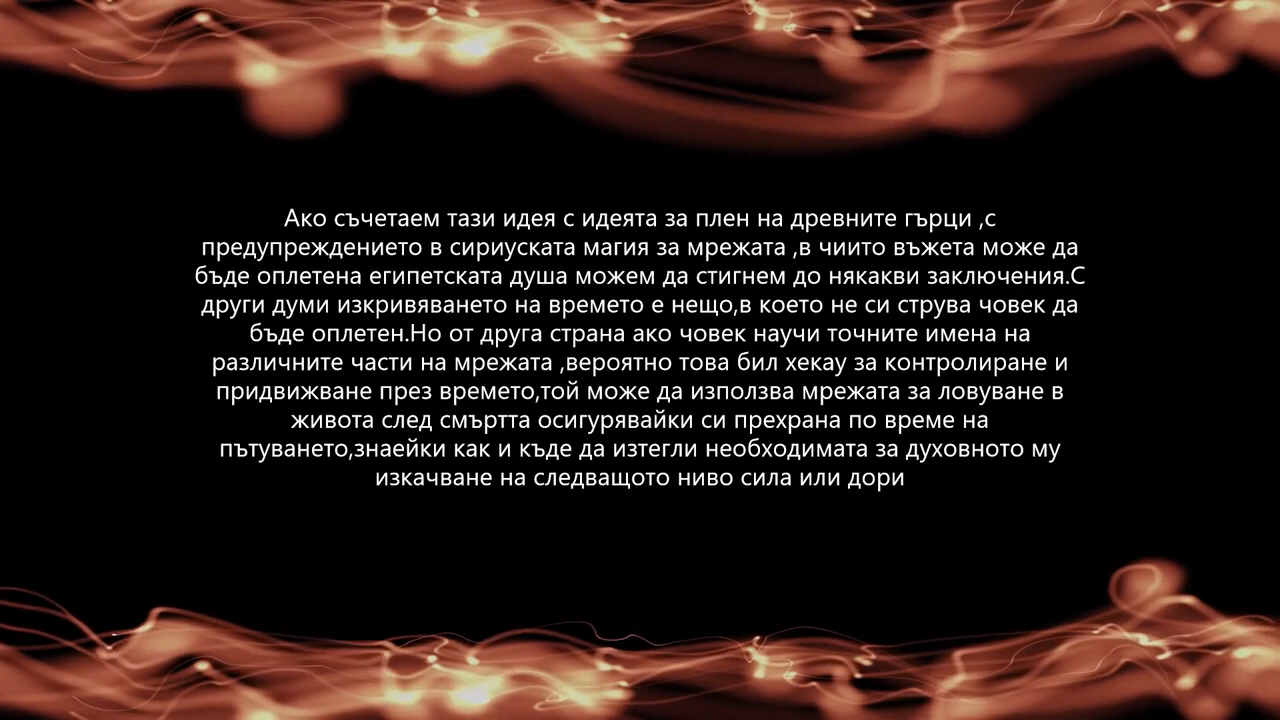 Ако съчетаем тази идея с идеята за плен на древните гърци ,с
предупреждението в сириуската магия за мрежата ,в чиито въжета може да
бъде оплетена египетската душа можем да стигнем до някакви заключения.С
други думи изкривяването на времето е нещо,в което не си струва човек да
бъде оплетен.Но от друга страна ако човек научи точните имена на
различните части на мрежата ,вероятно това бил хекау за контролиране и
придвижване през времето,той може да използва мрежата за ловуване в
живота след смъртта осигурявайки си прехрана по време на
пътуването,знаейки как и къде да изтегли необходимата за духовното му
изкачване на следващото ниво сила или дори